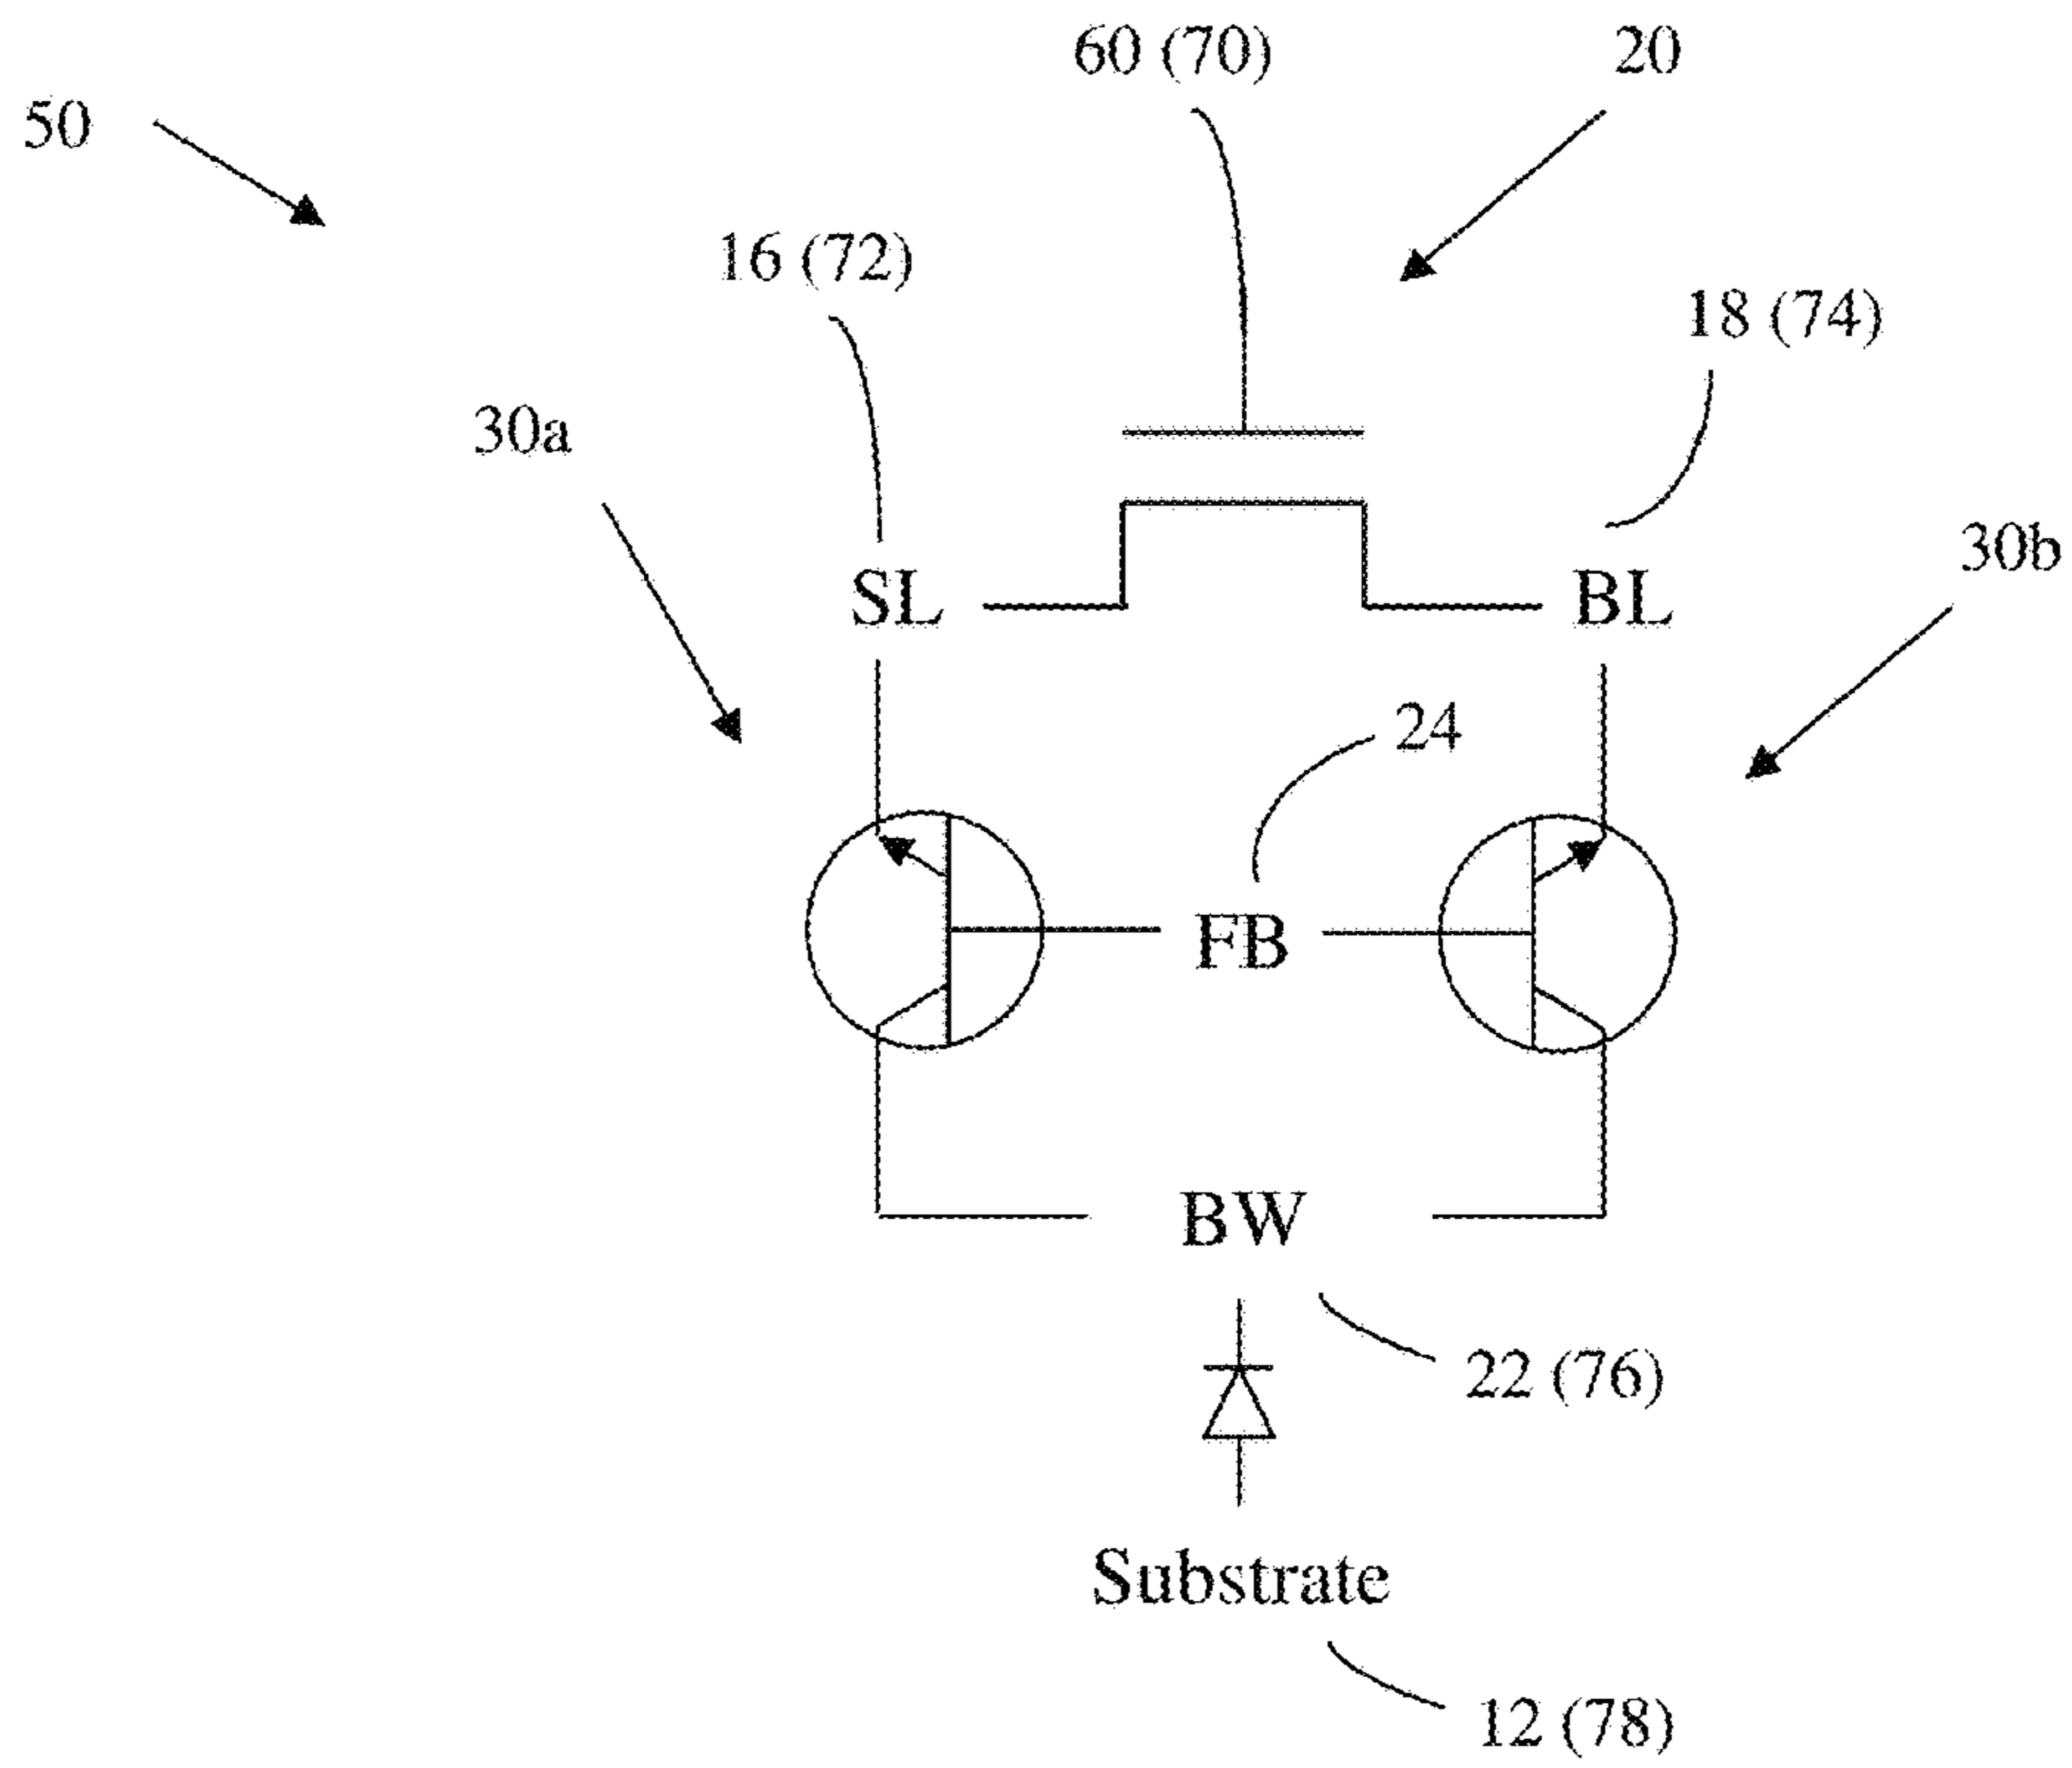 60 (70)
20
50
16 (72)
18 (74)
30a
30b
SL
BL
24
FB
BW
22 (76)
Substrate
12 (78)